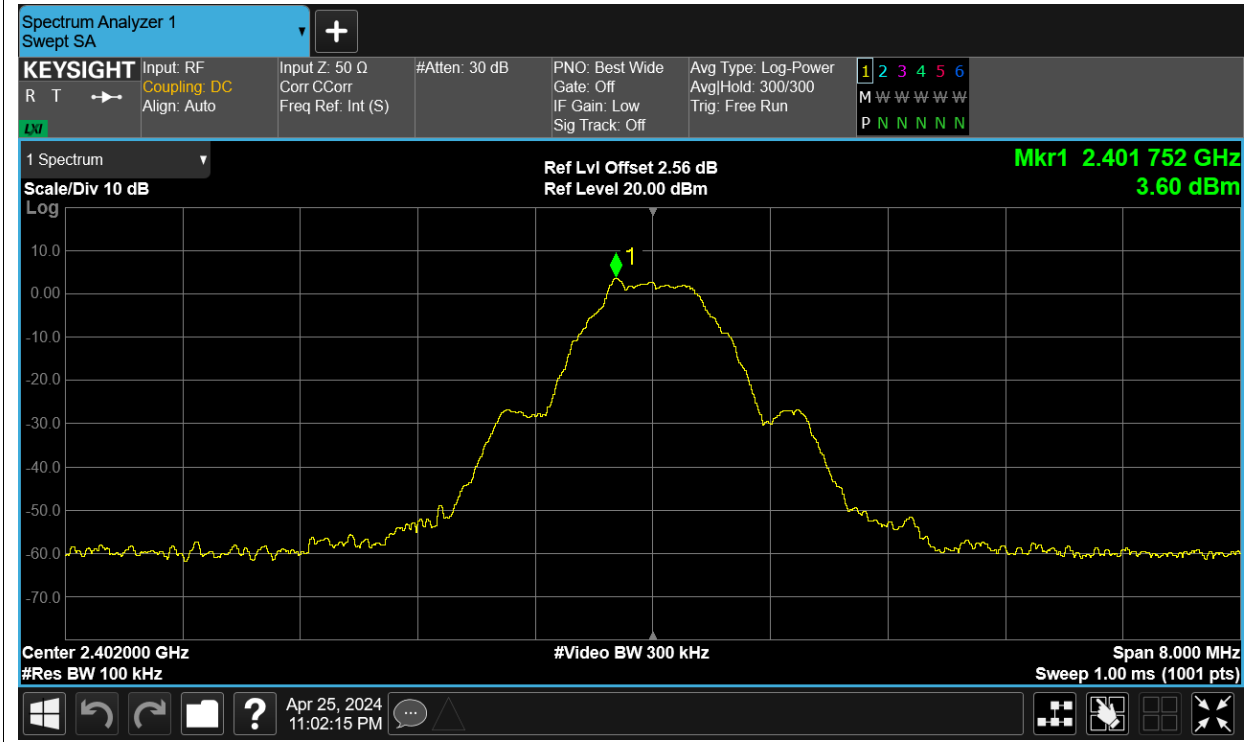 Spectrum Analyzer 1
Swept SA
KEYSIGHT
R T
LXI
Input: RF
Coupling: DC
Align: Auto
Input Z: 50 Ω
Corr CCorr
Freq Ref: Int (S)
#Atten: 30 dB
PNO: Best Wide
Gate: Off
IF Gain: Low
Sig Track: Off
Avg Type: Log-Power
Avg|Hold: 300/300
Trig: Free Run
1 2 3 4 5 6
M W W W W W W
P N N N N N N
1 Spectrum
Scale/Div 10 dB
Log
Ref Lvl Offset 2.56 dB
Ref Level 20.00 dBm
Mkr1 2.401 752 GHz
3.60 dBm
1
10.0
0.00
-10.0
-20.0
-30.0
-40.0
-50.0
-60.0
-70.0
Center 2.402000 GHz
#Res BW 100 kHz
#Video BW 300 kHz
Span 8.000 MHz
Sweep 1.00 ms (1001 pts)
?
Apr 25, 2024
11:02:15 PM